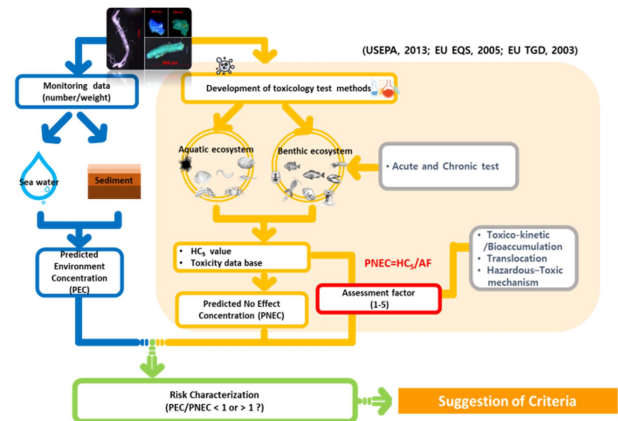 (USEPA, 2013; EU EQS, 2005; EU TGD, 2003)
Monitoring data
(number/weight)
Development of toxicology test methods
Aquatic ecosystem
Benthic ecosystem
• Acute and Chronic test
Sea water
Sediment
• HC5 value
• Toxicity data base
PNEC=HC5/AF
• Toxico-kinetic
/Bioaccumulation
• Translocation
• Hazardous–Toxic
mechanism
Predicted
Environment
Concentration
(PEC)
Predicted No Effect
Concentration (PNEC)
Assessment factor
(1-5)
Risk Characterization
(PEC/PNEC < 1 or > 1 ?)
Suggestion of Criteria